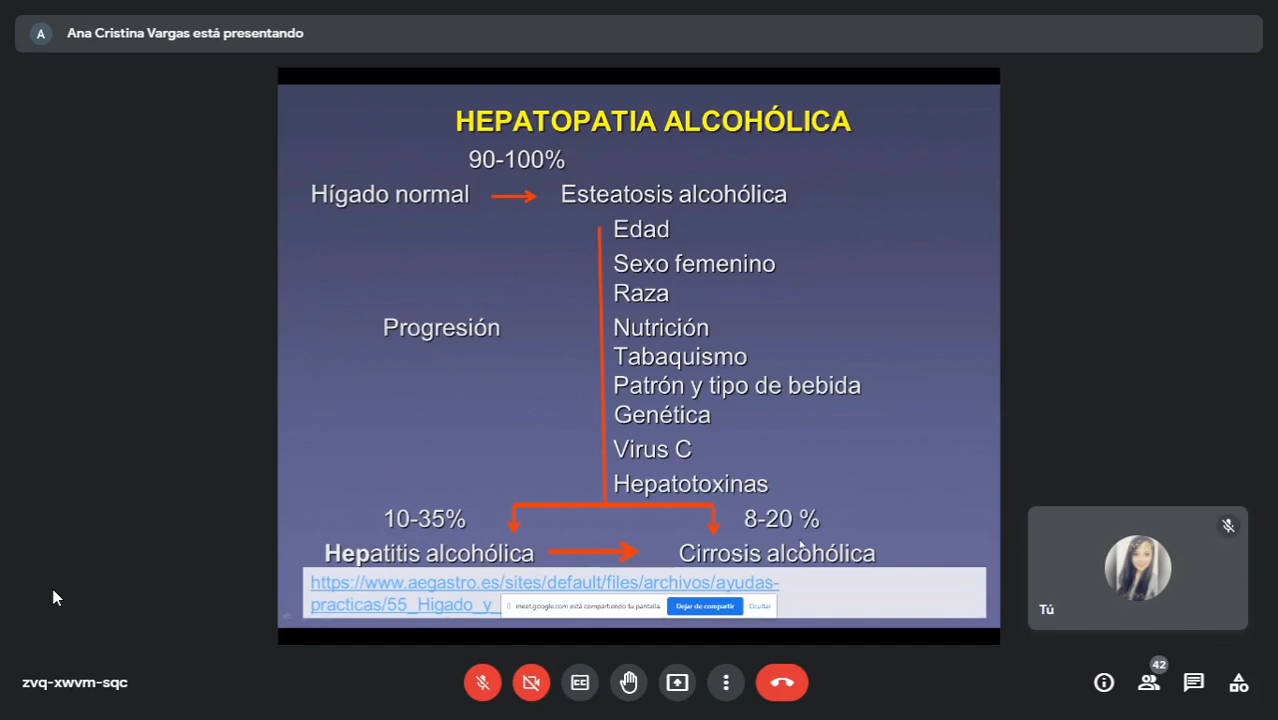 A Ana Cristina Vargas está presentando
HEPATOPATIA ALCOHÓLICA
90-100%
Hígado normal Esteatosis alcohólica
Edad
Sexo femenino
Raza
Progresión Nutrición
Tabaquismo
Patrón y tipo de bebida
Genética
Virus C
Hepatotoxinas
10-35% 8-20 %
Hepatitis alcohólica Cirrosis alcohólica
https://www.aegastro.es/sites/default/files/archivos/ayudas-
practicas/55_Higado_y_
meet.google.com está compartiendo tu pantalla. Dejar de compartir Ocultar
Tú
zvq-xwvm-sqc
CC
42